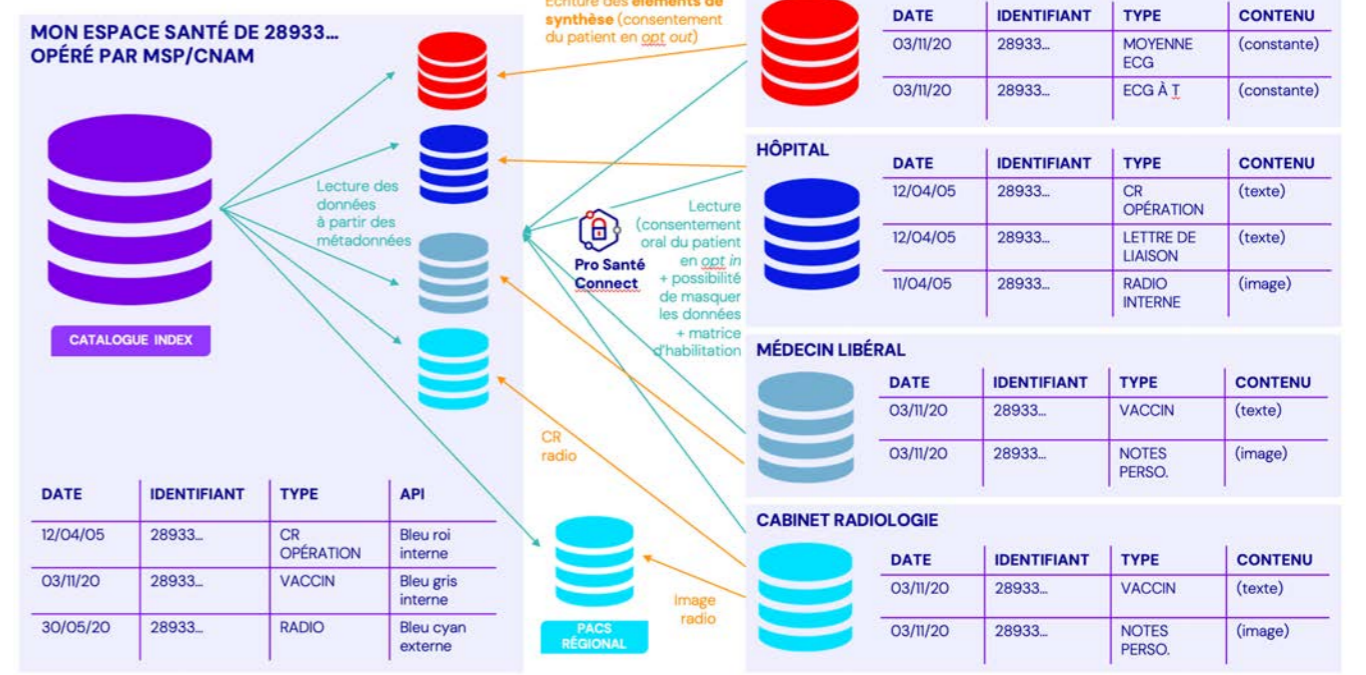 MON ESPACE SANTÉ DE 28933...
OPÉRÉ PAR MSP/CNAM
CATALOGUE INDEX
Lecture des
données
à partir des
métadonnées
DATE IDENTIFIANT TYPE API
12/04/05 28933... CR OPÉRATION Bleu roi interne
03/11/20 28933... VACCIN Bleu gris interne
30/05/20 28933... RADIO Bleu cyan externe
Écriture des éléments de
synthèse (consentement
du patient en opt out)
Pro Santé
Connect
Lecture
(consentement
oral du patient
en opt in
+ possibilité
de masquer
les données
+ matrice
d'habilitation
CR
radio
Image
radio
PACS
RÉGIONAL
DATE IDENTIFIANT TYPE CONTENU
03/11/20 28933... MOYENNE ECG (constante)
03/11/20 28933... ECG À T (constante)
HÔPITAL
DATE IDENTIFIANT TYPE CONTENU
12/04/05 28933... CR OPÉRATION (texte)
12/04/05 28933... LETTRE DE LIAISON (texte)
11/04/05 28933... RADIO INTERNE (image)
MÉDECIN LIBÉRAL
DATE IDENTIFIANT TYPE CONTENU
03/11/20 28933... VACCIN (texte)
03/11/20 28933... NOTES PERSO. (image)
CABINET RADIOLOGIE
DATE IDENTIFIANT TYPE CONTENU
03/11/20 28933... VACCIN (texte)
03/11/20 28933... NOTES PERSO. (image)